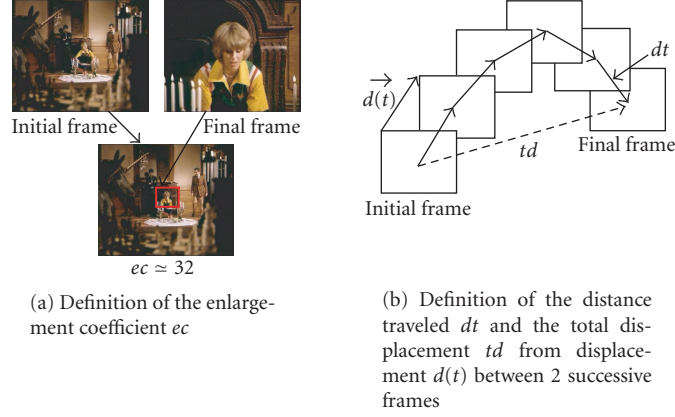 Initial frame
Final frame
ec ≃ 32
(a) Definition of the enlarge-
ment coefficient ec
d(t)
dt
td
Final frame
Initial frame
(b) Definition of the distance
traveled dt and the total dis-
placement td from displace-
ment d(t) between 2 successive
frames